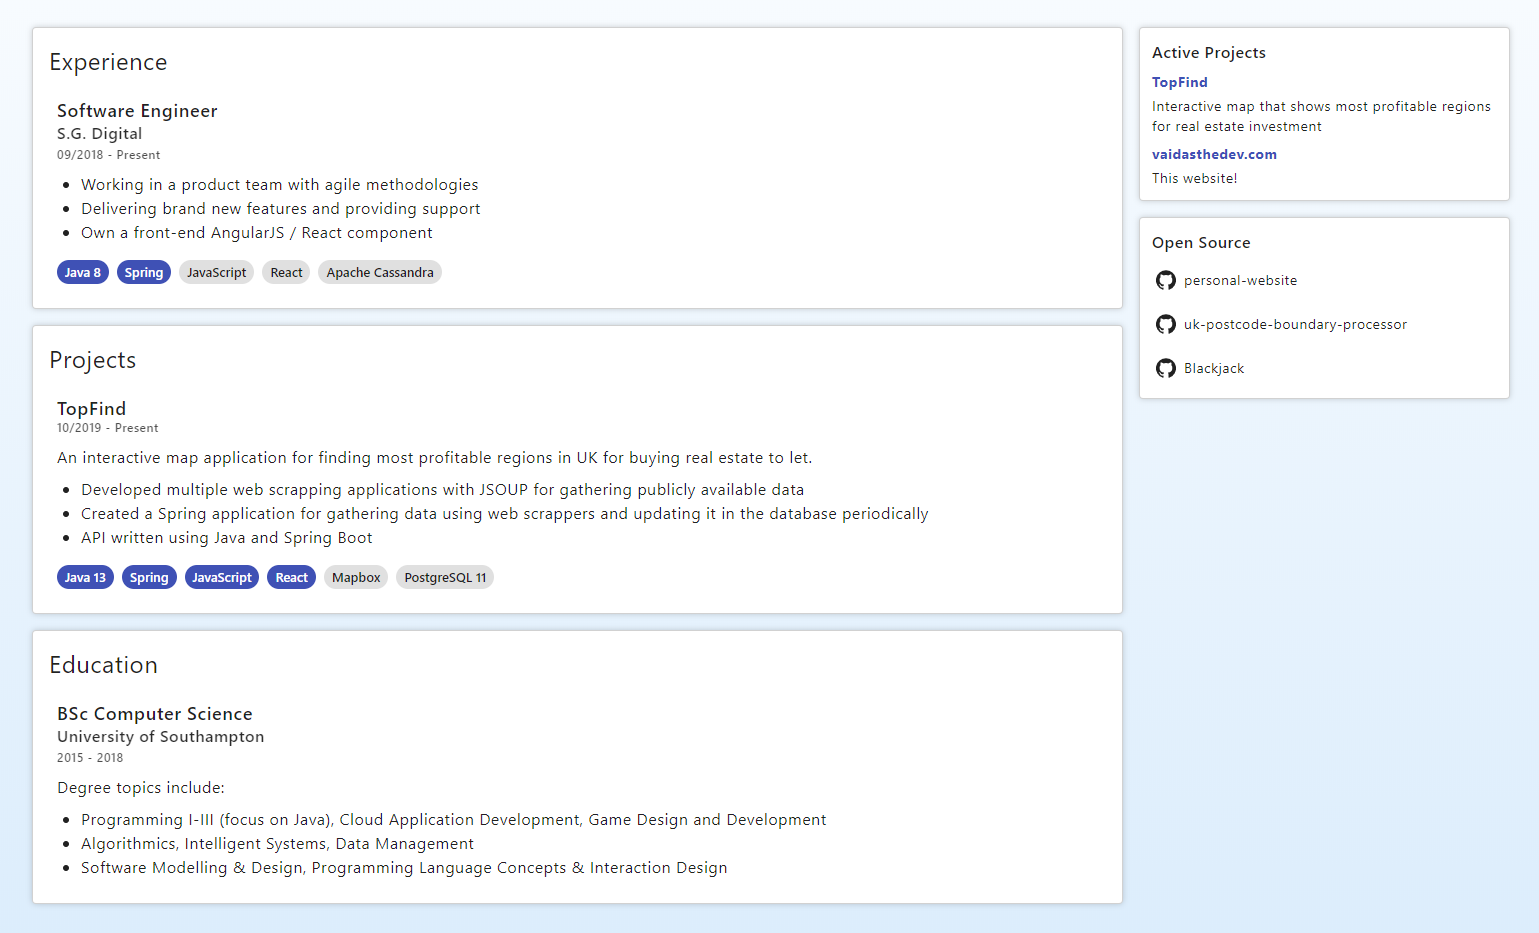 Experience
Software Engineer
S.G. Digital
09/2018 - Present
Working in a product team with agile methodologies
Delivering brand new features and providing support
Own a front-end AngularJS / React component
Java 8 Spring JavaScript React Apache Cassandra
Projects
TopFind
10/2019 - Present
An interactive map application for finding most profitable regions in UK for buying real estate to let.
Developed multiple web scrapping applications with JSOUP for gathering publicly available data
Created a Spring application for gathering data using web scrappers and updating it in the database periodically
API written using Java and Spring Boot
Java 13 Spring JavaScript React Mapbox PostgreSQL 11
Education
BSc Computer Science
University of Southampton
2015 - 2018
Degree topics include:
Programming I-III (focus on Java), Cloud Application Development, Game Design and Development
Algorithmics, Intelligent Systems, Data Management
Software Modelling & Design, Programming Language Concepts & Interaction Design
Active Projects
TopFind
Interactive map that shows most profitable regions
for real estate investment
vaidasthedev.com
This website!
Open Source
personal-website
uk-postcode-boundary-processor
Blackjack